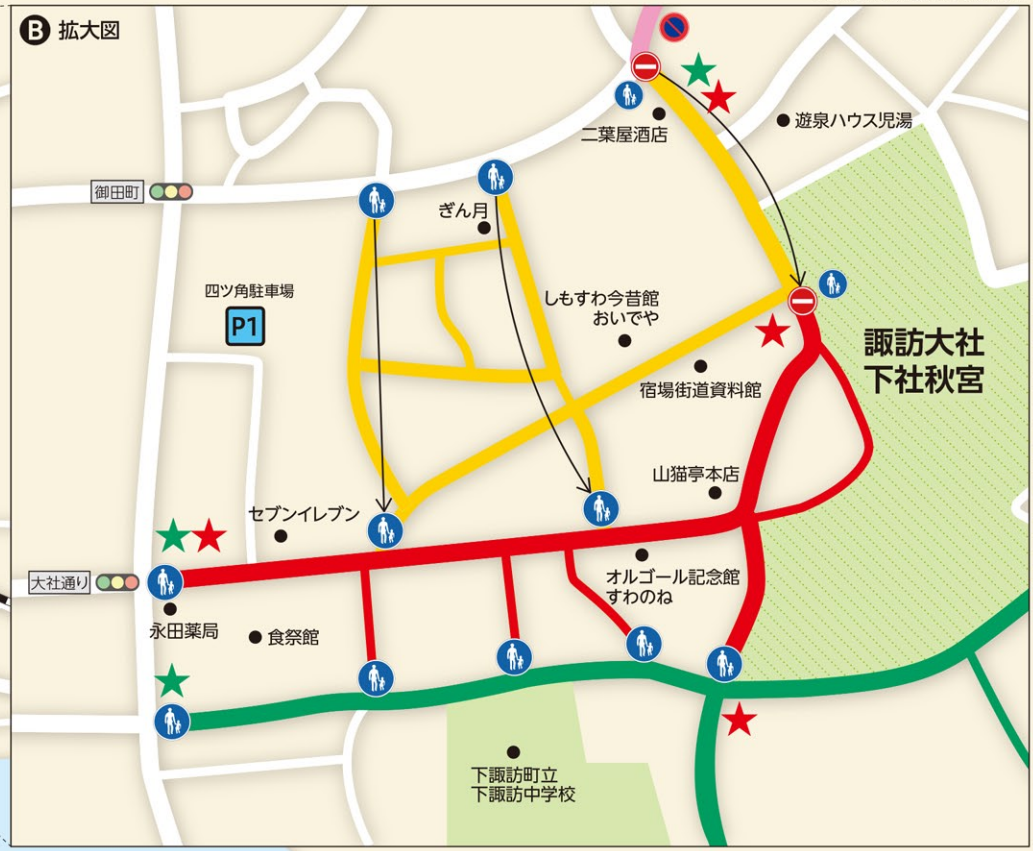 B 拡大図
二葉屋酒店
遊泉ハウス児湯
御田町
ぎん月
四ツ角駐車場
P1
しもすわ今昔館
おいでや
諏訪大社
下社秋宮
宿場街道資料館
山猫亭本店
セブンイレブン
大社通り
オルゴール記念館
すわのね
永田薬局
食祭館
下諏訪町立
下諏訪中学校